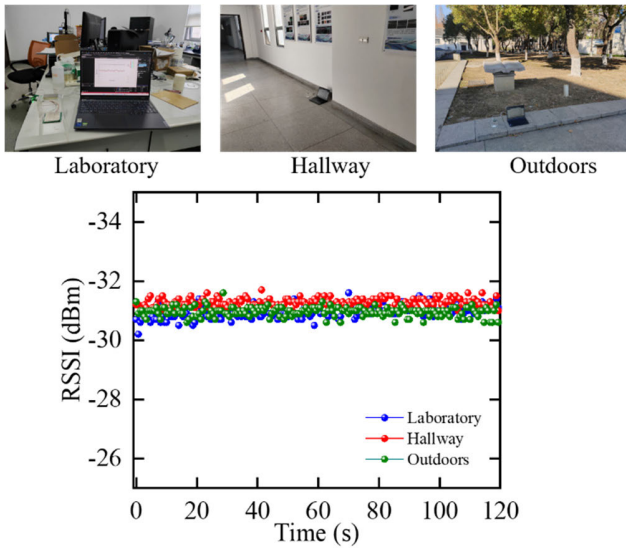 Laboratory
Hallway
Outdoors
-34
-32
-30
-28
-26
RSSI (dBm)
Laboratory
Hallway
Outdoors
0 20 40 60 80 100 120
Time (s)